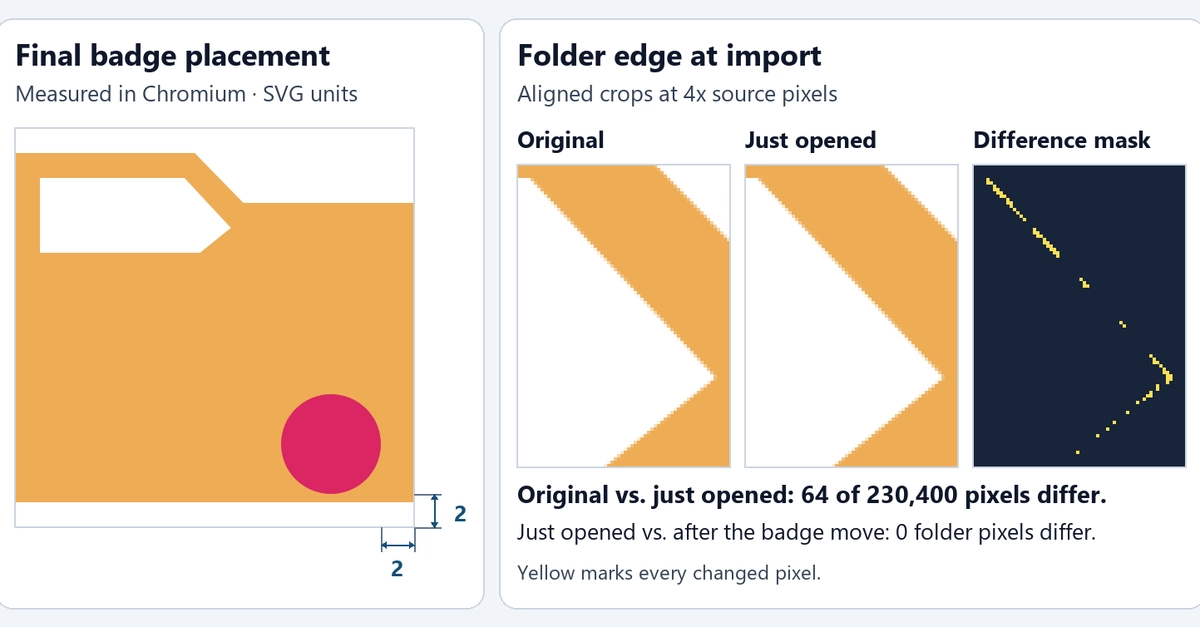 Final badge placement
Measured in Chromium · SVG units
2
2
Folder edge at import
Aligned crops at 4x source pixels
Original
Just opened
Difference mask
Original vs. just opened: 64 of 230,400 pixels differ.
Just opened vs. after the badge move: 0 folder pixels differ.
Yellow marks every changed pixel.